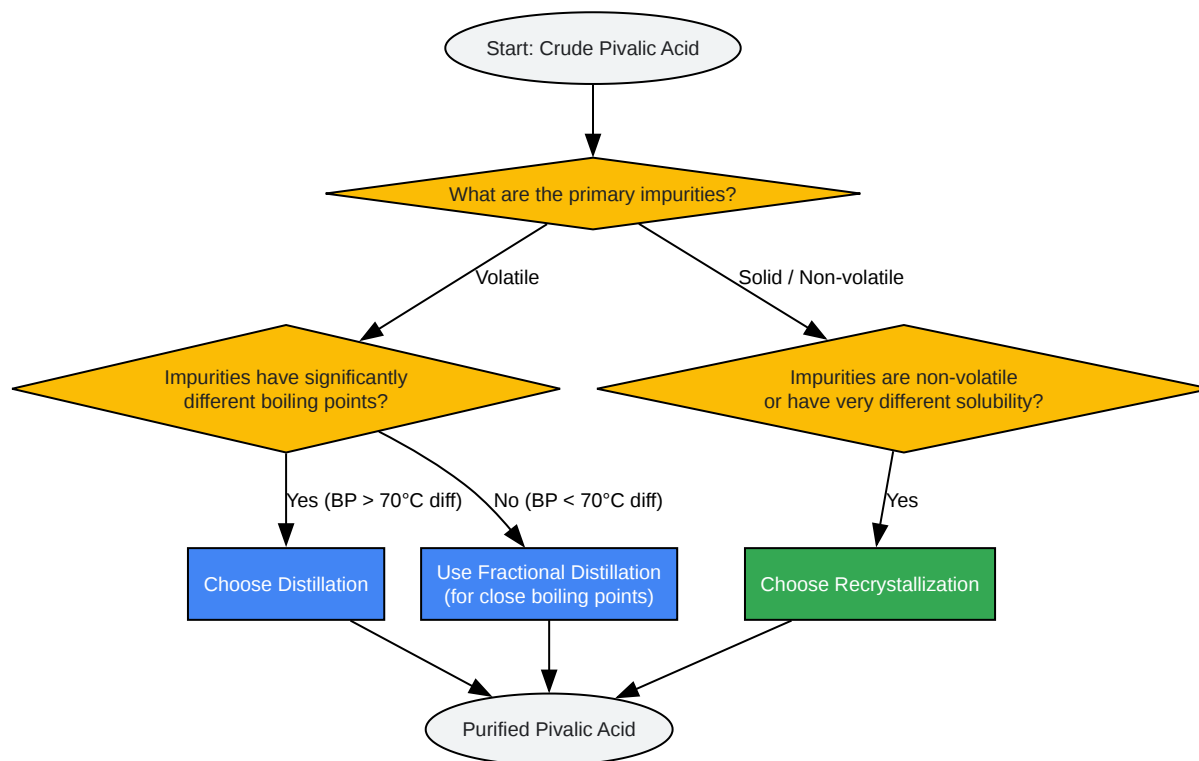 Start: Crude Pivalic Acid
What are the primary impurities?
Volatile
Solid / Non-volatile
Impurities have significantly
different boiling points?
Impurities are non-volatile
or have very different solubility?
Yes (BP > 70°C diff)
No (BP < 70°C diff)
Yes
Choose Distillation
Use Fractional Distillation
(for close boiling points)
Choose Recrystallization
Purified Pivalic Acid